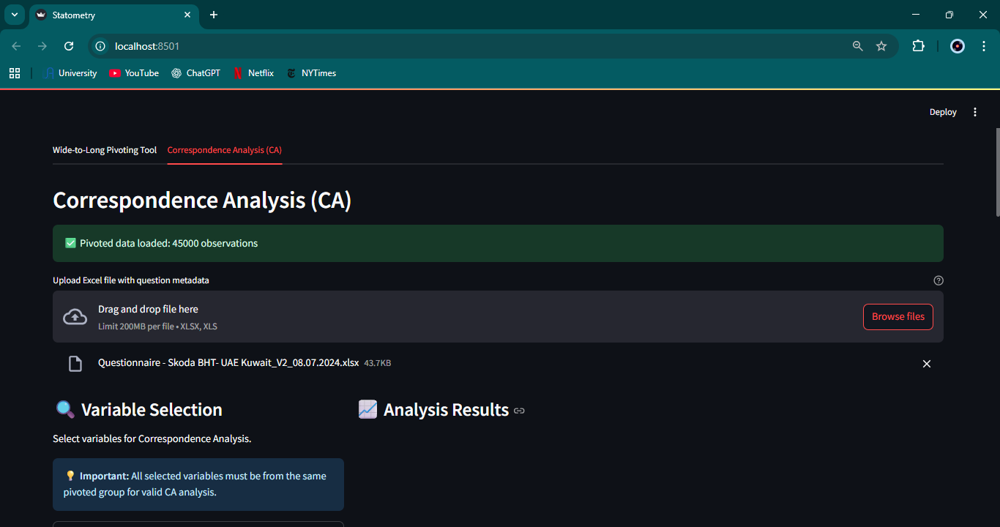 Statometry
localhost:8501
University YouTube ChatGPT Netflix NYTimes
Deploy
Wide-to-Long Pivoting Tool Correspondence Analysis (CA)
Correspondence Analysis (CA)
✅ Pivoted data loaded: 45000 observations
Upload Excel file with question metadata
Drag and drop file here
Limit 200MB per file • XLSX, XLS
Browse files
Questionnaire - Skoda BHT- UAE Kuwait_V2_08.07.2024.xlsx 43.7KB
🔍 Variable Selection
Select variables for Correspondence Analysis.
💡 Important: All selected variables must be from the same
pivoted group for valid CA analysis.
📈 Analysis Results